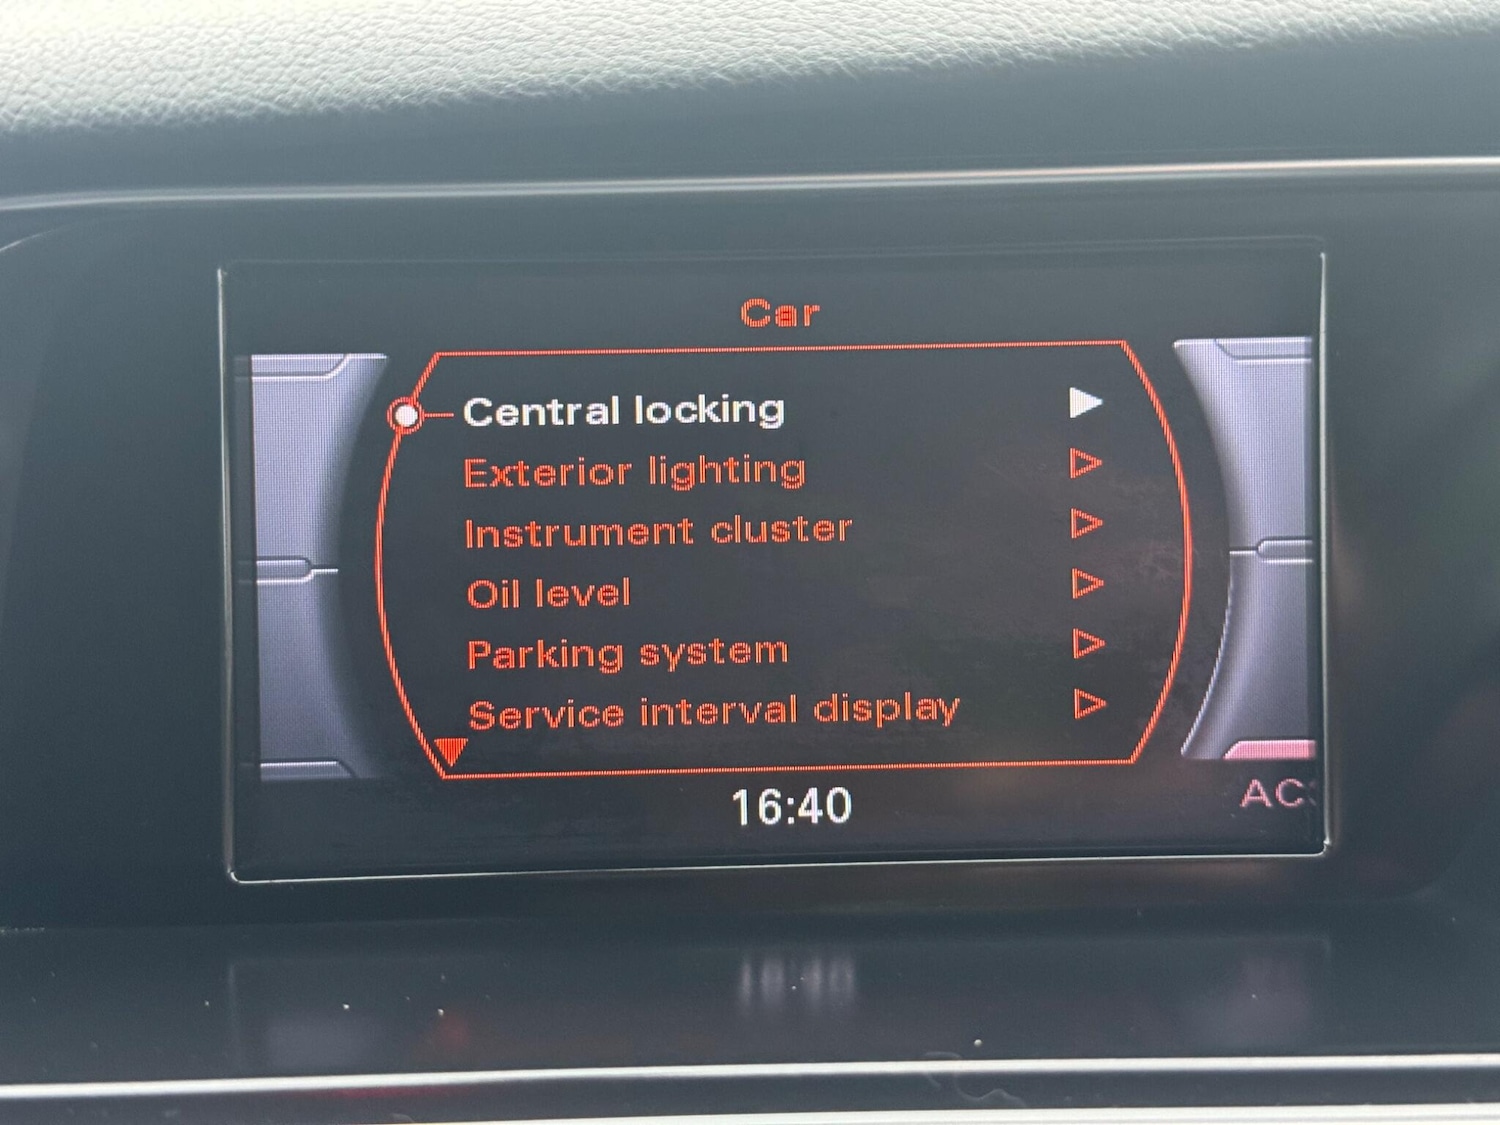 Car
Central locking
Exterior lighting
Instrument cluster
Oil level
Parking system
Service interval display
16:40